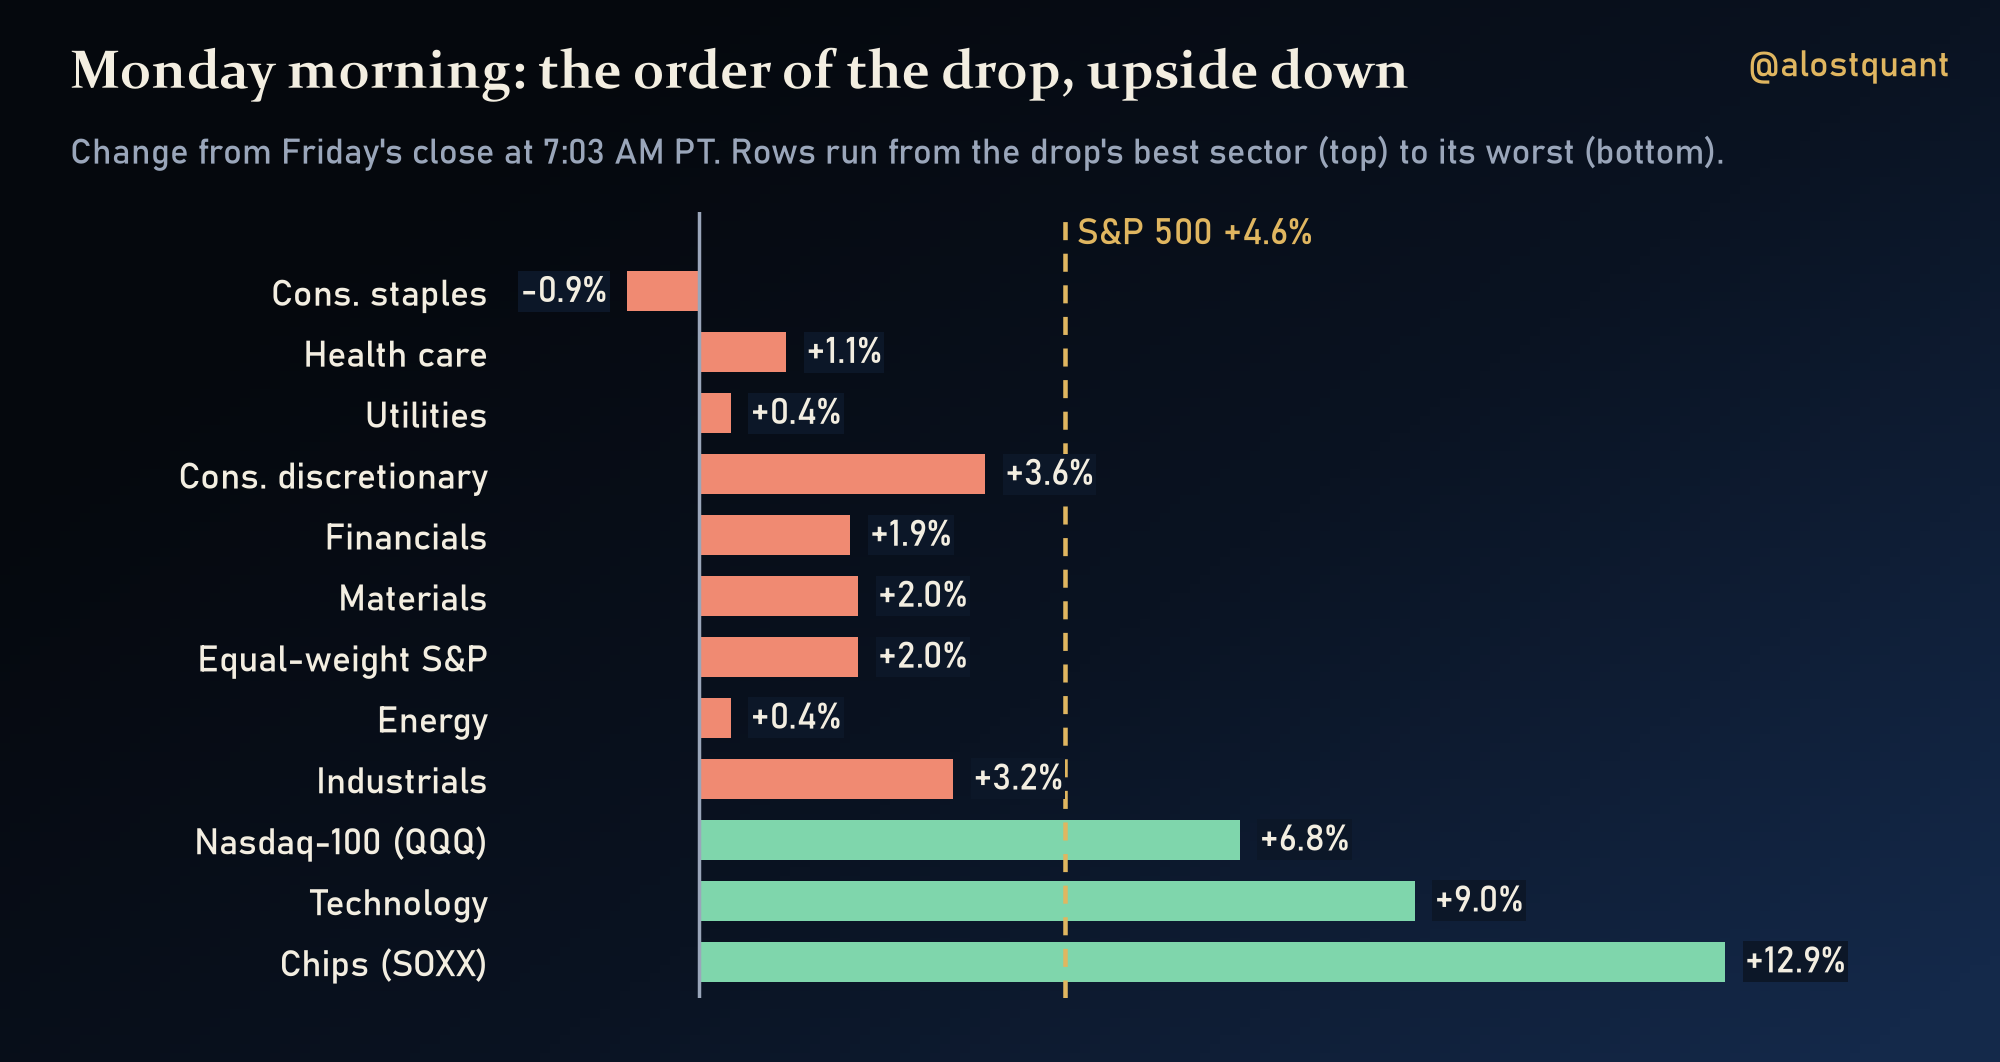 Monday morning: the order of the drop, upside down
@alostquant
Change from Friday's close at 7:03 AM PT. Rows run from the drop's best sector (top) to its worst (bottom).
S&P 500 +4.6%
Cons. staples -0.9%
Health care +1.1%
Utilities +0.4%
Cons. discretionary +3.6%
Financials +1.9%
Materials +2.0%
Equal-weight S&P +2.0%
Energy +0.4%
Industrials +3.2%
Nasdaq-100 (QQQ) +6.8%
Technology +9.0%
Chips (SOXX) +12.9%